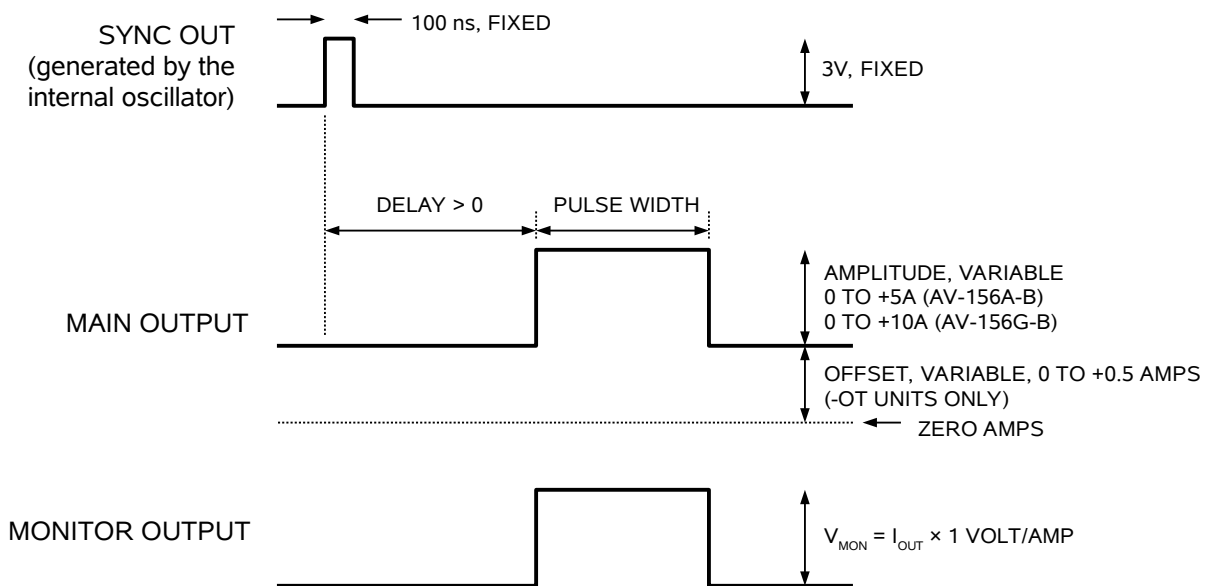 SYNC OUT
(generated by the
internal oscillator)
100 ns, FIXED
3V, FIXED
DELAY > 0
PULSE WIDTH
MAIN OUTPUT
AMPLITUDE, VARIABLE
0 TO +5A (AV-156A-B)
0 TO +10A (AV-156G-B)
OFFSET, VARIABLE, 0 TO +0.5 AMPS
(-OT UNITS ONLY)
ZERO AMPS
MONITOR OUTPUT
V_MON = I_OUT × 1 VOLT/AMP